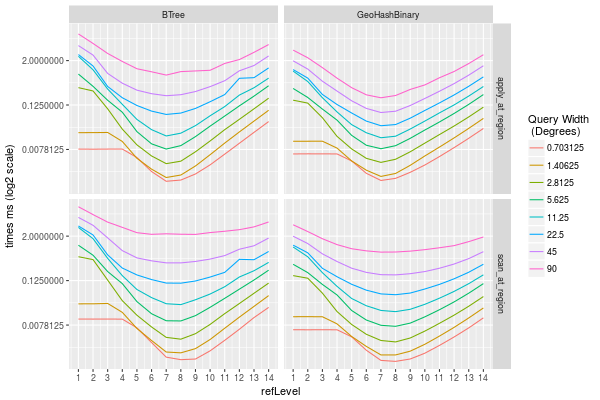 BTree GeoHashBinary
2.0000000
0.1250000
0.0078125
apply_at_region
2.0000000
0.1250000
0.0078125
scan_at_region
times ms (log2 scale)
1 2 3 4 5 6 7 8 9 10 11 12 13 14 1 2 3 4 5 6 7 8 9 10 11 12 13 14
refLevel
Query Width
(Degrees)
0.703125
1.40625
2.8125
5.625
11.25
22.5
45
90